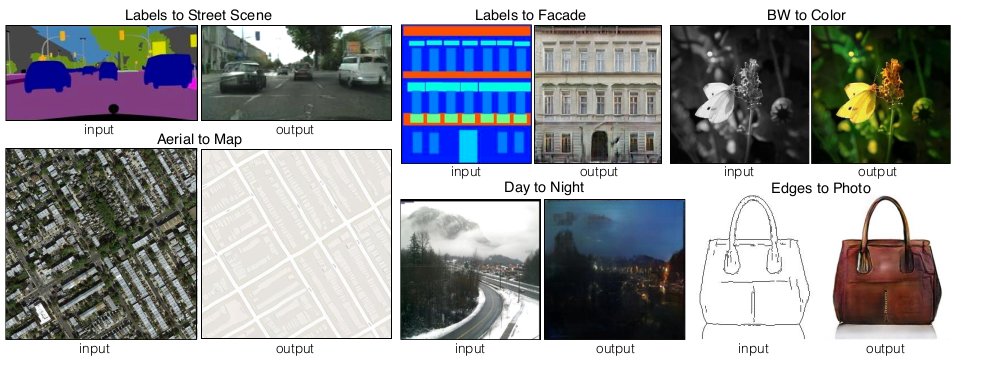 Labels to Street Scene
input
output
Aerial to Map
input
output
Labels to Facade
input
output
BW to Color
input
output
Day to Night
input
output
Edges to Photo
input
output